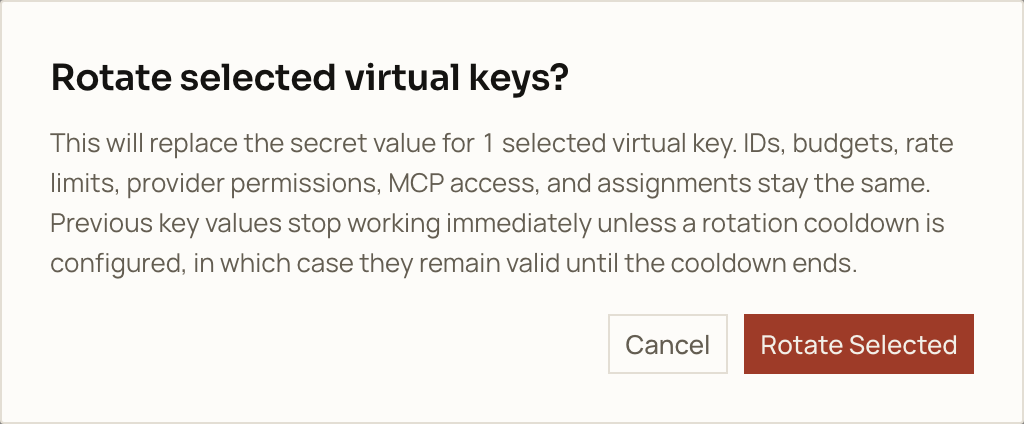 Rotate selected virtual keys?
This will replace the secret value for 1 selected virtual key. IDs, budgets, rate
limits, provider permissions, MCP access, and assignments stay the same.
Previous key values stop working immediately unless a rotation cooldown is
configured, in which case they remain valid until the cooldown ends.
Cancel
Rotate Selected